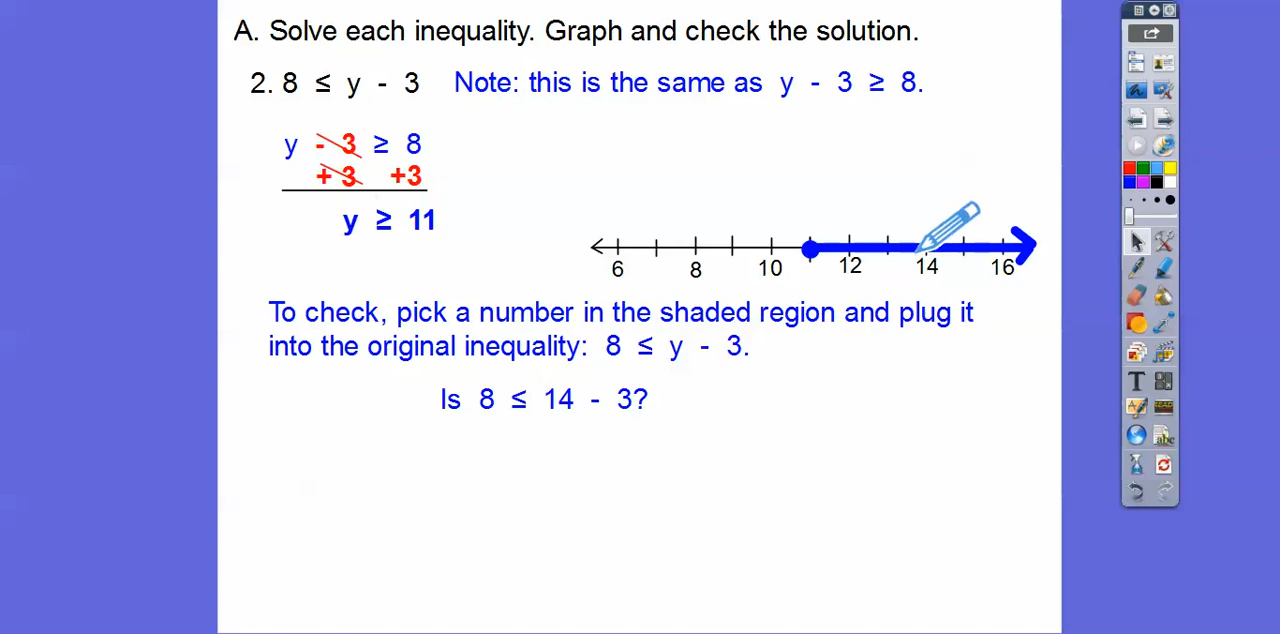 A. Solve each inequality. Graph and check the solution.
2. 8 ≤ y - 3 Note: this is the same as y - 3 ≥ 8.
y - 3 ≥ 8
+ 3 +3
y ≥ 11
6 8 10 12 14 16
To check, pick a number in the shaded region and plug it
into the original inequality: 8 ≤ y - 3.
Is 8 ≤ 14 - 3?